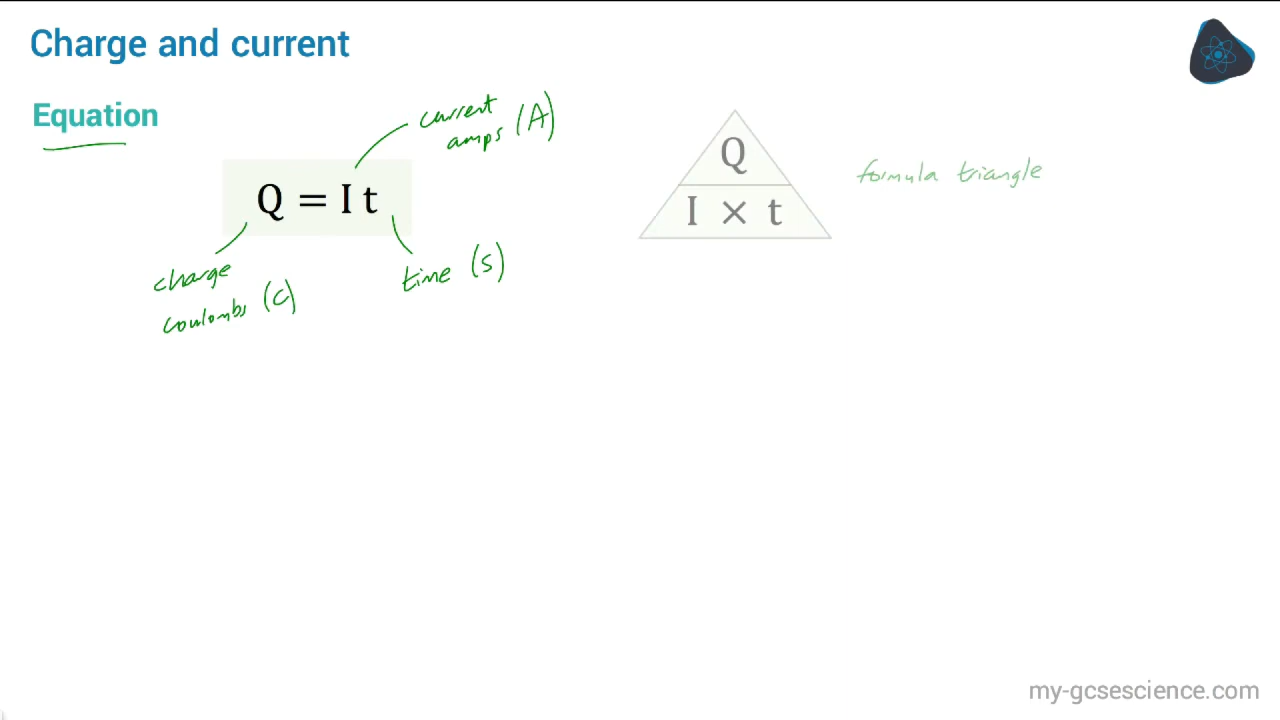 Charge and current
Equation
current
amps (A)
Q = I t
charge
coulombs (C)
time (s)
Q
I × t
formula triangle
my-gcsescience.com